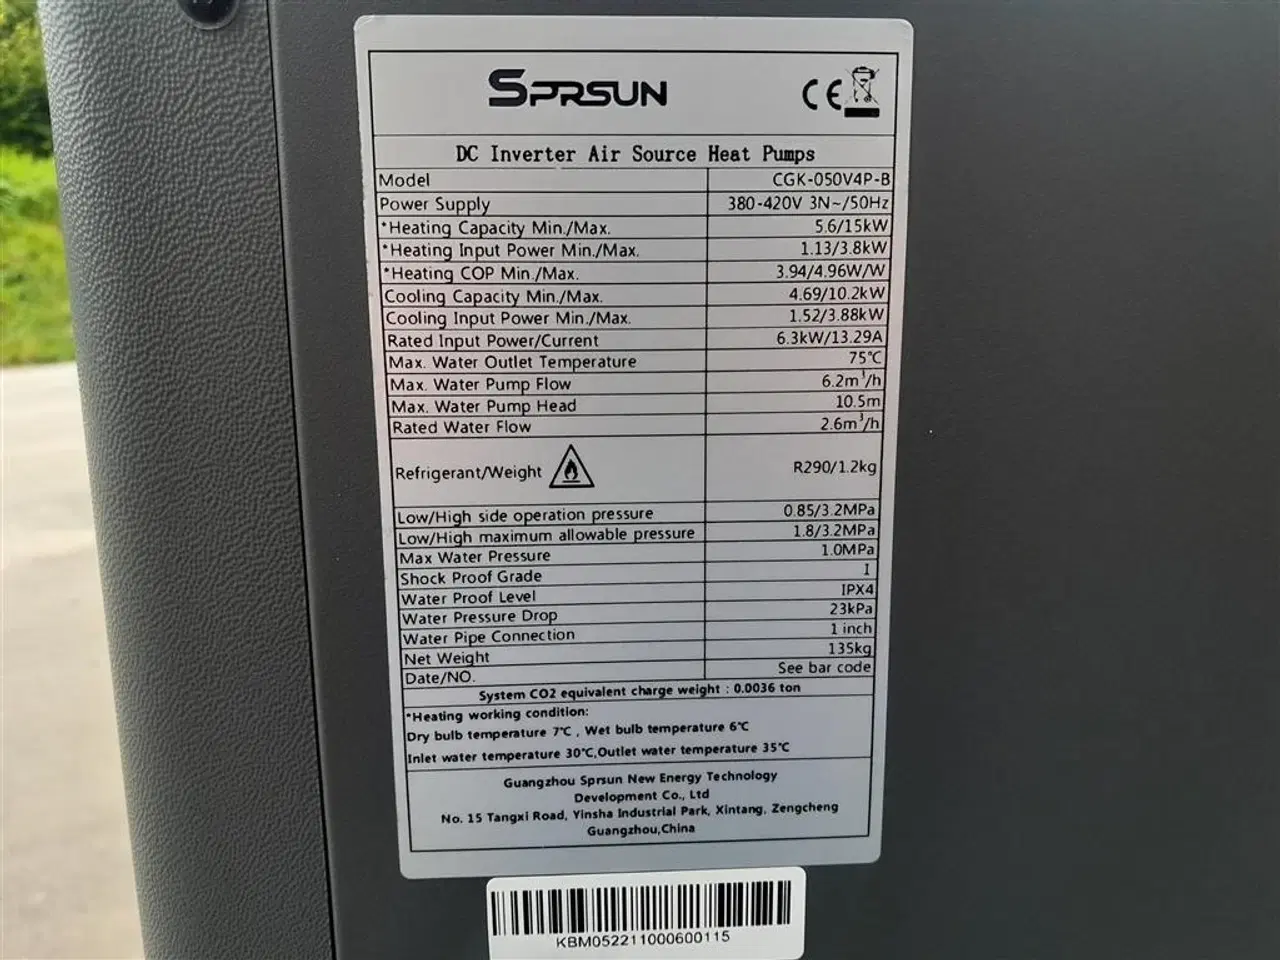 SPRSUN
CE
DC Inverter Air Source Heat Pumps
Model CGK-050V4P-B
Power Supply 380-420V 3N~/50Hz
*Heating Capacity Min./Max. 5.6/15kW
*Heating Input Power Min./Max. 1.13/3.8kW
*Heating COP Min./Max. 3.94/4.96W/W
Cooling Capacity Min./Max. 4.69/10.2kW
Cooling Input Power Min./Max. 1.52/3.88kW
Rated Input Power/Current 6.3kW/13.29A
Max. Water Outlet Temperature 75℃
Max. Water Pump Flow 6.2m³/h
Max. Water Pump Head 10.5m
Rated Water Flow 2.6m³/h
Refrigerant/Weight R290/1.2kg
Low/High side operation pressure 0.85/3.2MPa
Low/High maximum allowable pressure 1.8/3.2MPa
Max Water Pressure 1.0MPa
Shock Proof Grade I
Water Proof Level IPX4
Water Pressure Drop 23kPa
Water Pipe Connection 1 inch
Net Weight 135kg
Date/NO. See bar code
System CO2 equivalent charge weight : 0.0036 ton
*Heating working condition:
Dry bulb temperature 7℃ , Wet bulb temperature 6℃
Inlet water temperature 30℃,Outlet water temperature 35℃
Guangzhou Sprsun New Energy Technology
Development Co., Ltd
No. 15 Tangxi Road, Yinsha Industrial Park, Xintang, Zengcheng
Guangzhou,China
KBM052211000600115